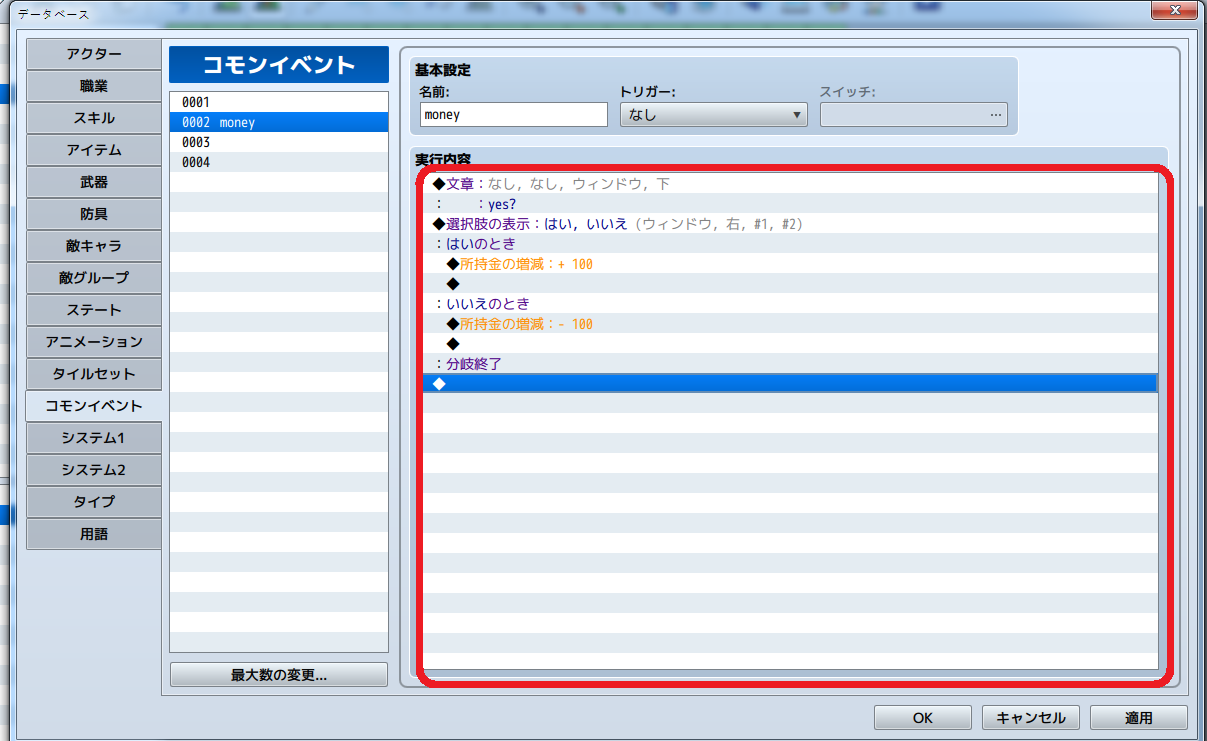 データベース
アクター
職業
スキル
アイテム
武器
防具
敵キャラ
敵グループ
ステート
アニメーション
タイルセット
コモンイベント
システム1
システム2
タイプ
用語
コモンイベント
0001
0002 money
0003
0004
最大数の変更...
基本設定
名前: トリガー: スイッチ:
money なし ...
実行内容
◆文章：なし, なし, ウィンドウ, 下
：　　：yes?
◆選択肢の表示：はい, いいえ (ウィンドウ, 右, #1, #2)
：はいのとき
◆所持金の増減：+ 100
◆
：いいえのとき
◆所持金の増減：- 100
◆
：分岐終了
◆
OK キャンセル 適用